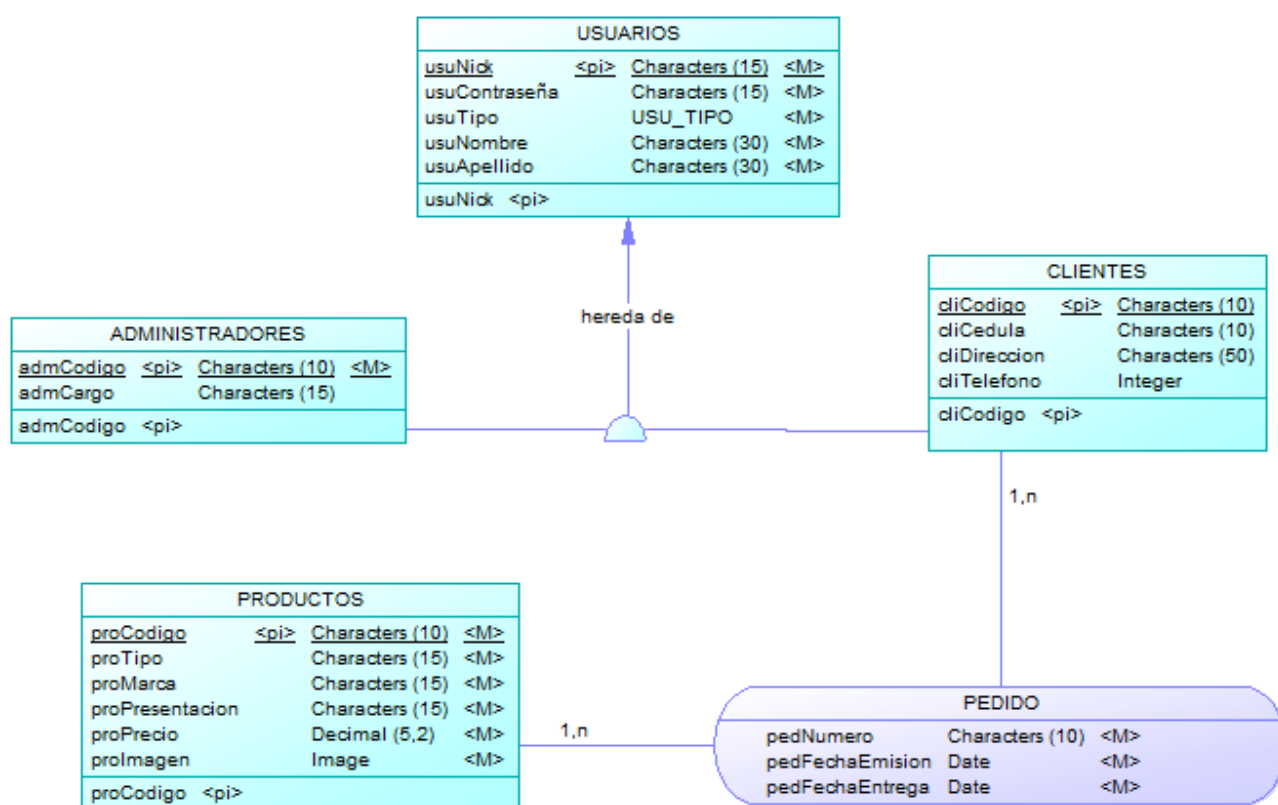 USUARIOS
usuNick <pi> Characters (15) <M>
usuContraseña Characters (15) <M>
usuTipo USU_TIPO <M>
usuNombre Characters (30) <M>
usuApellido Characters (30) <M>
usuNick <pi>
hereda de
ADMINISTRADORES
admCodigo <pi> Characters (10) <M>
admCargo Characters (15)
admCodigo <pi>
CLIENTES
cliCodigo <pi> Characters (10)
cliCedula Characters (10)
cliDireccion Characters (50)
cliTelefono Integer
cliCodigo <pi>
1,n
PRODUCTOS
proCodigo <pi> Characters (10) <M>
proTipo Characters (15) <M>
proMarca Characters (15) <M>
proPresentacion Characters (15) <M>
proPrecio Decimal (5,2) <M>
proImagen Image <M>
proCodigo <pi>
1,n
PEDIDO
pedNumero Characters (10) <M>
pedFechaEmision Date <M>
pedFechaEntrega Date <M>